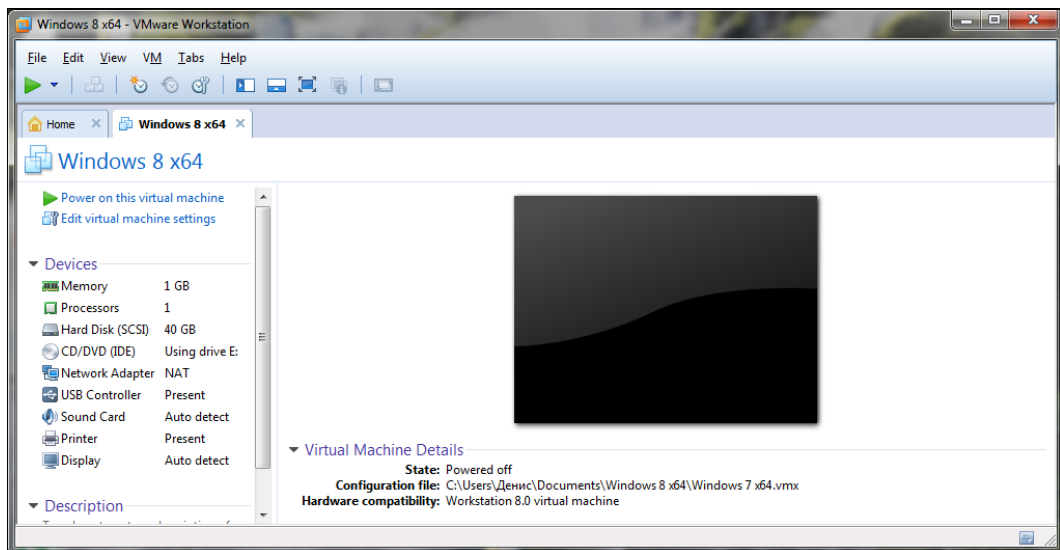 Windows 8 x64 - VMware Workstation
File Edit View VM Tabs Help
Home Windows 8 x64
Windows 8 x64
Power on this virtual machine
Edit virtual machine settings
Devices
Memory 1 GB
Processors 1
Hard Disk (SCSI) 40 GB
CD/DVD (IDE) Using drive E:
Network Adapter NAT
USB Controller Present
Sound Card Auto detect
Printer Present
Display Auto detect
Description
Virtual Machine Details
State: Powered off
Configuration file: C:\Users\Денис\Documents\Windows 8 x64\Windows 7 x64.vmx
Hardware compatibility: Workstation 8.0 virtual machine